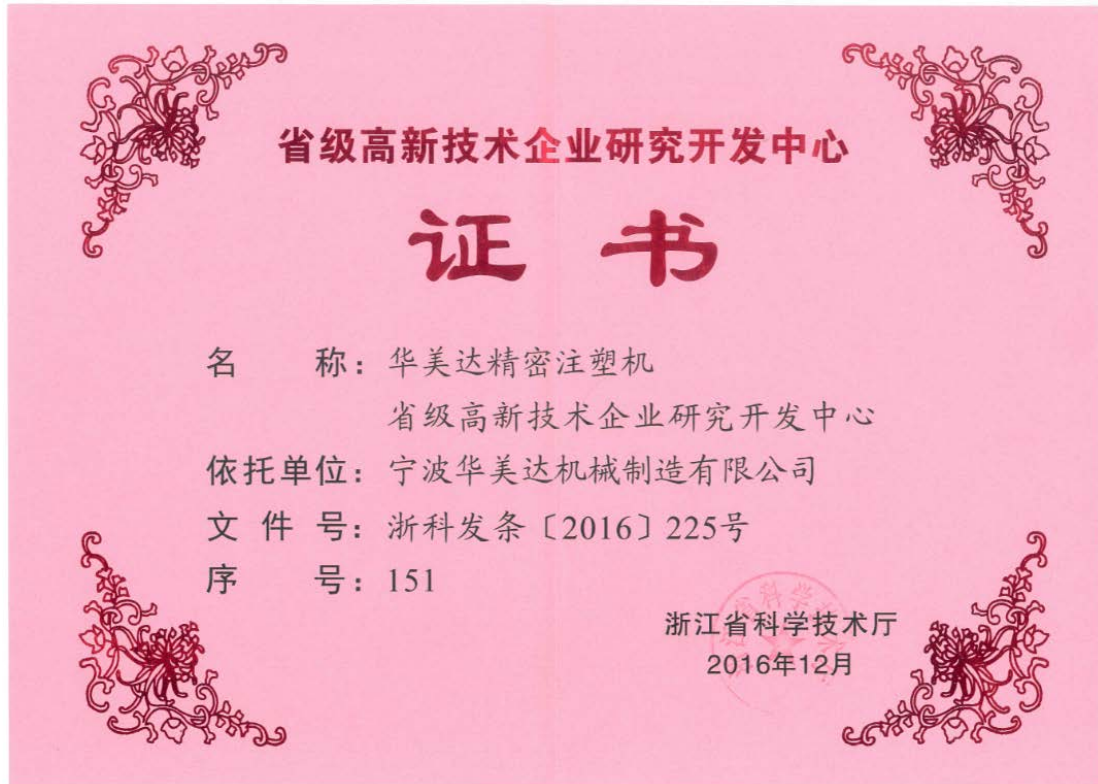 省级高新技术企业研究开发中心
证 书
名 称：华美达精密注塑机
省级高新技术企业研究开发中心
依托单位：宁波华美达机械制造有限公司
文 件 号：浙科发条〔2016〕225号
序 号：151
浙江省科学技术厅
2016年12月